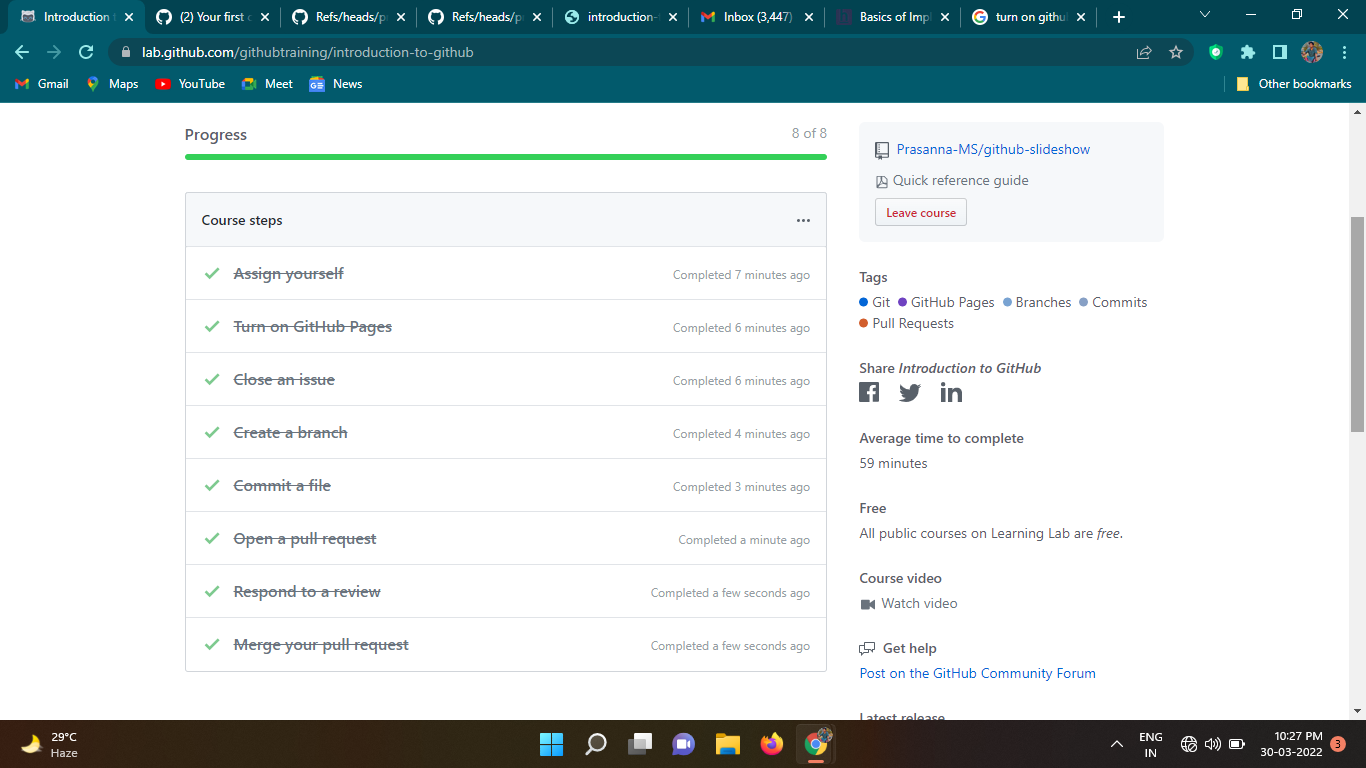 Introduction t
(2) Your first c
Refs/heads/pr
Refs/heads/pr
introduction-
Inbox (3,447)
Basics of Impl
turn on github
lab.github.com/githubtraining/introduction-to-github
Gmail
Maps
YouTube
Meet
News
Other bookmarks
Progress
8 of 8
Course steps
Assign yourself
Completed 7 minutes ago
Turn on GitHub Pages
Completed 6 minutes ago
Close an issue
Completed 6 minutes ago
Create a branch
Completed 4 minutes ago
Commit a file
Completed 3 minutes ago
Open a pull request
Completed a minute ago
Respond to a review
Completed a few seconds ago
Merge your pull request
Completed a few seconds ago
Prasanna-MS/github-slideshow
Quick reference guide
Leave course
Tags
Git GitHub Pages Branches Commits
Pull Requests
Share Introduction to GitHub
Average time to complete
59 minutes
Free
All public courses on Learning Lab are free.
Course video
Watch video
Get help
Post on the GitHub Community Forum
Latest release
29°C
Haze
ENG
IN
10:27 PM
30-03-2022
3